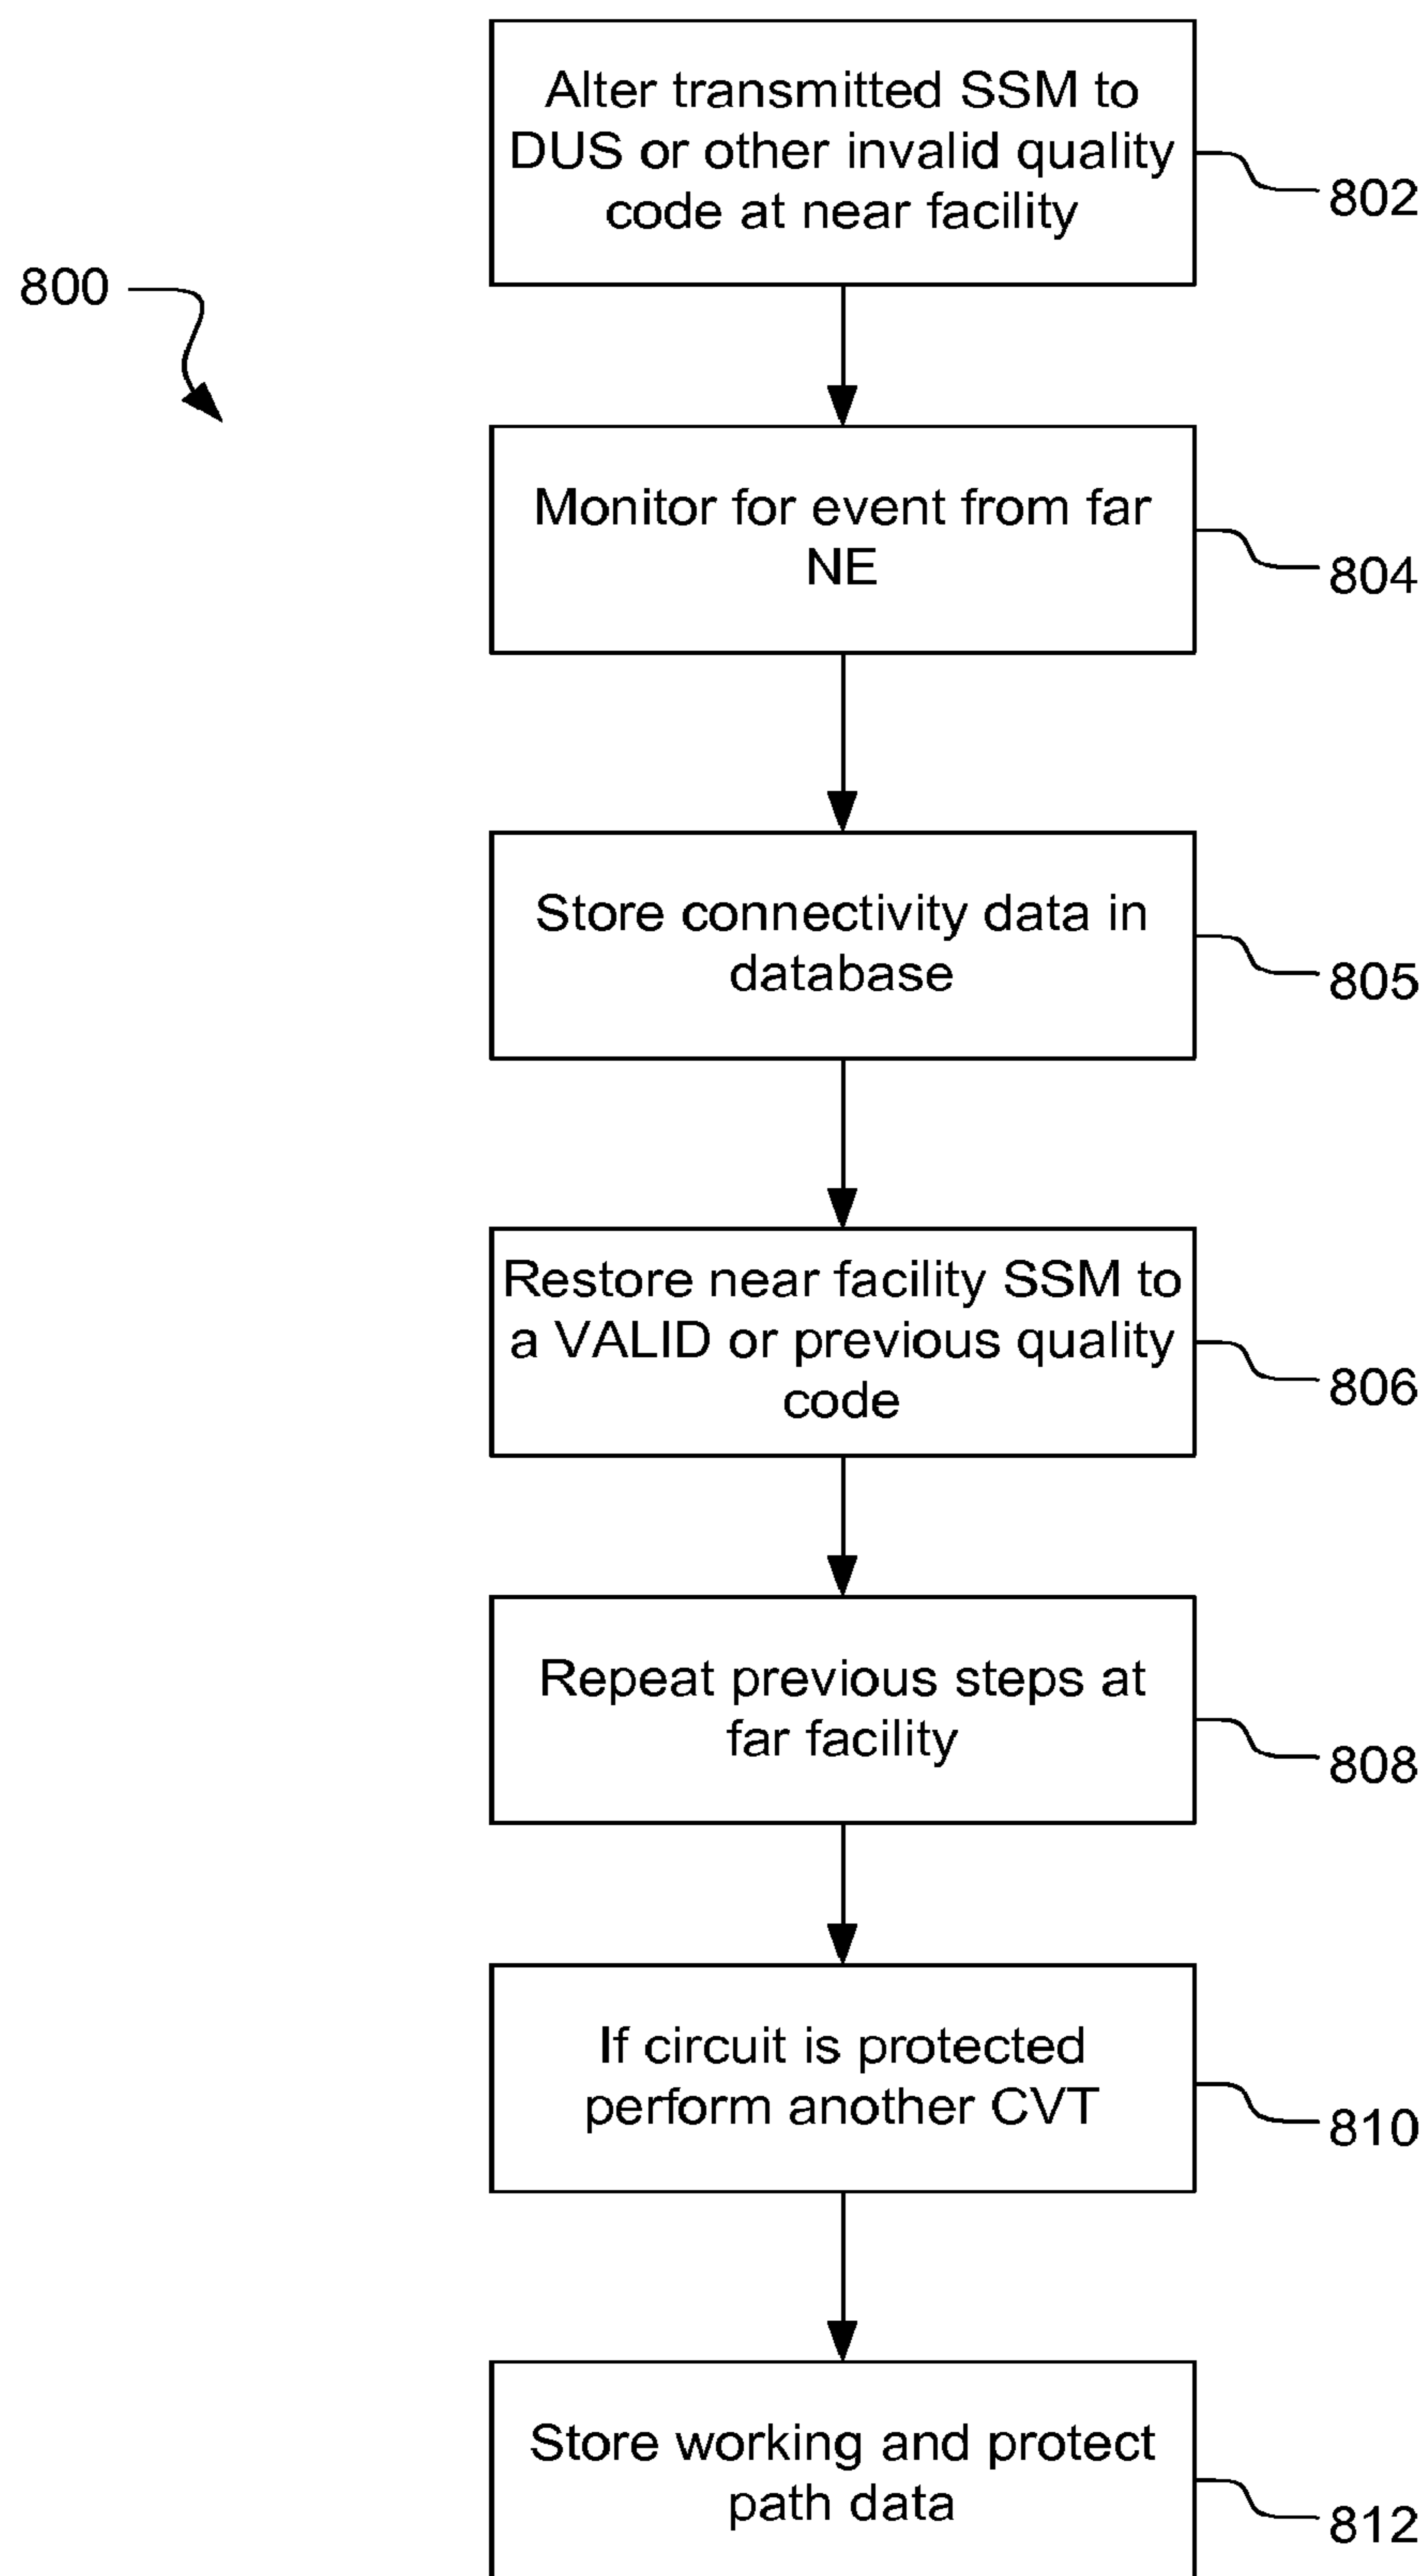 Alter transmitted SSM to
DUS or other invalid quality
code at near facility
802
800
Monitor for event from far
NE
804
Store connectivity data in
database
805
Restore near facility SSM to
a VALID or previous quality
code
806
Repeat previous steps at
far facility
808
If circuit is protected
perform another CVT
810
Store working and protect
path data
812